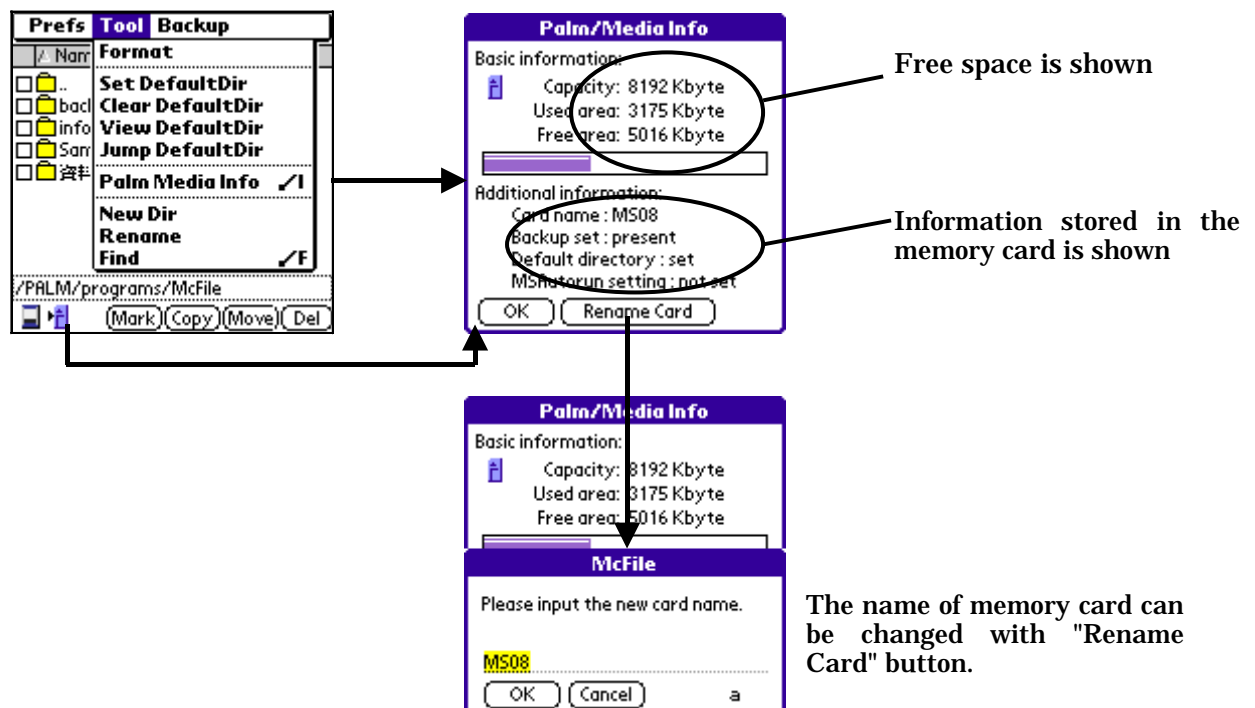 Prefs Tool Backup
Nam
Format
..
Set DefaultDir
bacl
Clear DefaultDir
info
View DefaultDir
Sam
Jump DefaultDir
資料
Palm Media Info /I
New Dir
Rename
Find /F
/PALM/programs/McFile
Mark Copy Move Del
Palm/Media Info
Basic information:
Capacity: 8192 Kbyte
Used area: 3175 Kbyte
Free area: 5016 Kbyte
Additional information:
Card name : MS08
Backup set : present
Default directory : set
MSAutorun setting : not set
OK Rename Card
Free space is shown
Information stored in the
memory card is shown
Palm/Media Info
Basic information:
Capacity: 8192 Kbyte
Used area: 3175 Kbyte
Free area: 5016 Kbyte
McFile
Please input the new card name.
MS08
OK Cancel a
The name of memory card can
be changed with "Rename
Card" button.